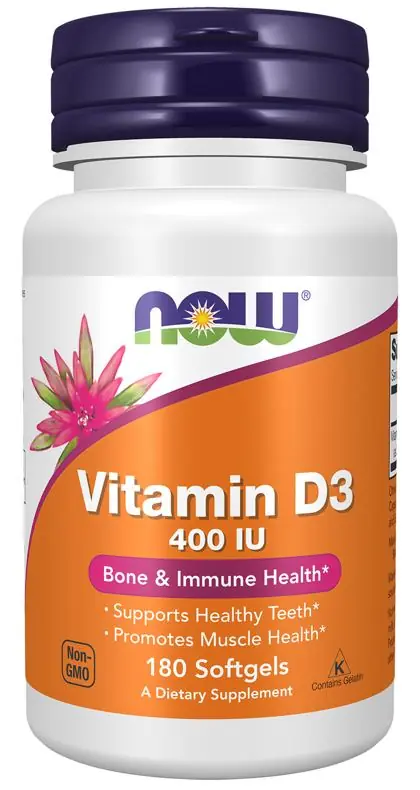 now®
Vitamin D3
400 IU
Bone & Immune Health*
· Supports Healthy Teeth*
· Promotes Muscle Health*
180 Softgels
A Dietary Supplement
Non-
GMO
K
Contains Gelatin